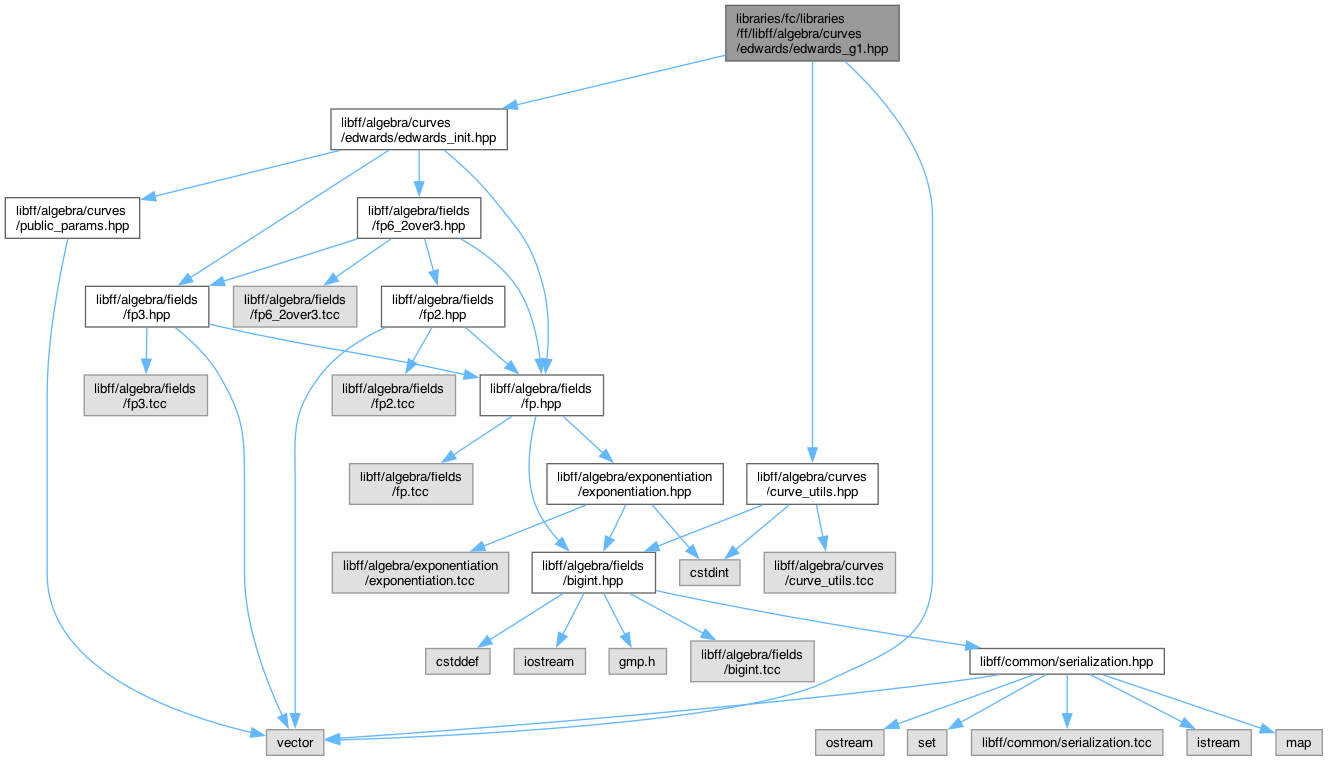 libraries/fc/libraries
/ff/libff/algebra/curves
/edwards/edwards_g1.hpp
libff/algebra/curves
/edwards/edwards_init.hpp
libff/algebra/curves
/public_params.hpp
libff/algebra/fields
/fp6_2over3.hpp
libff/algebra/fields
/fp3.hpp
libff/algebra/fields
/fp6_2over3.tcc
libff/algebra/fields
/fp2.hpp
libff/algebra/fields
/fp3.tcc
libff/algebra/fields
/fp2.tcc
libff/algebra/fields
/fp.hpp
libff/algebra/fields
/fp.tcc
libff/algebra/exponentiation
/exponentiation.hpp
libff/algebra/curves
/curve_utils.hpp
libff/algebra/exponentiation
/exponentiation.tcc
libff/algebra/fields
/bigint.hpp
cstdint
libff/algebra/curves
/curve_utils.tcc
cstddef
iostream
gmp.h
libff/algebra/fields
/bigint.tcc
libff/common/serialization.hpp
vector
ostream
set
libff/common/serialization.tcc
istream
map